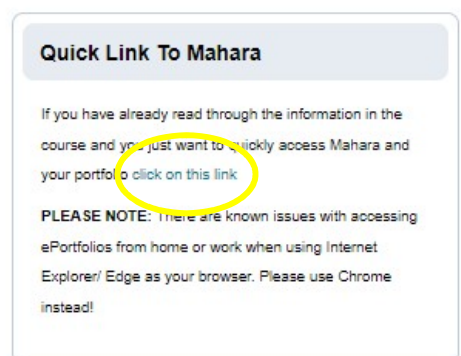 Quick Link To Mahara
If you have already read through the information in the
course and you just want to quickly access Mahara and
your portfolio click on this link
PLEASE NOTE: There are known issues with accessing
ePortfolios from home or work when using Internet
Explorer/ Edge as your browser. Please use Chrome
instead!